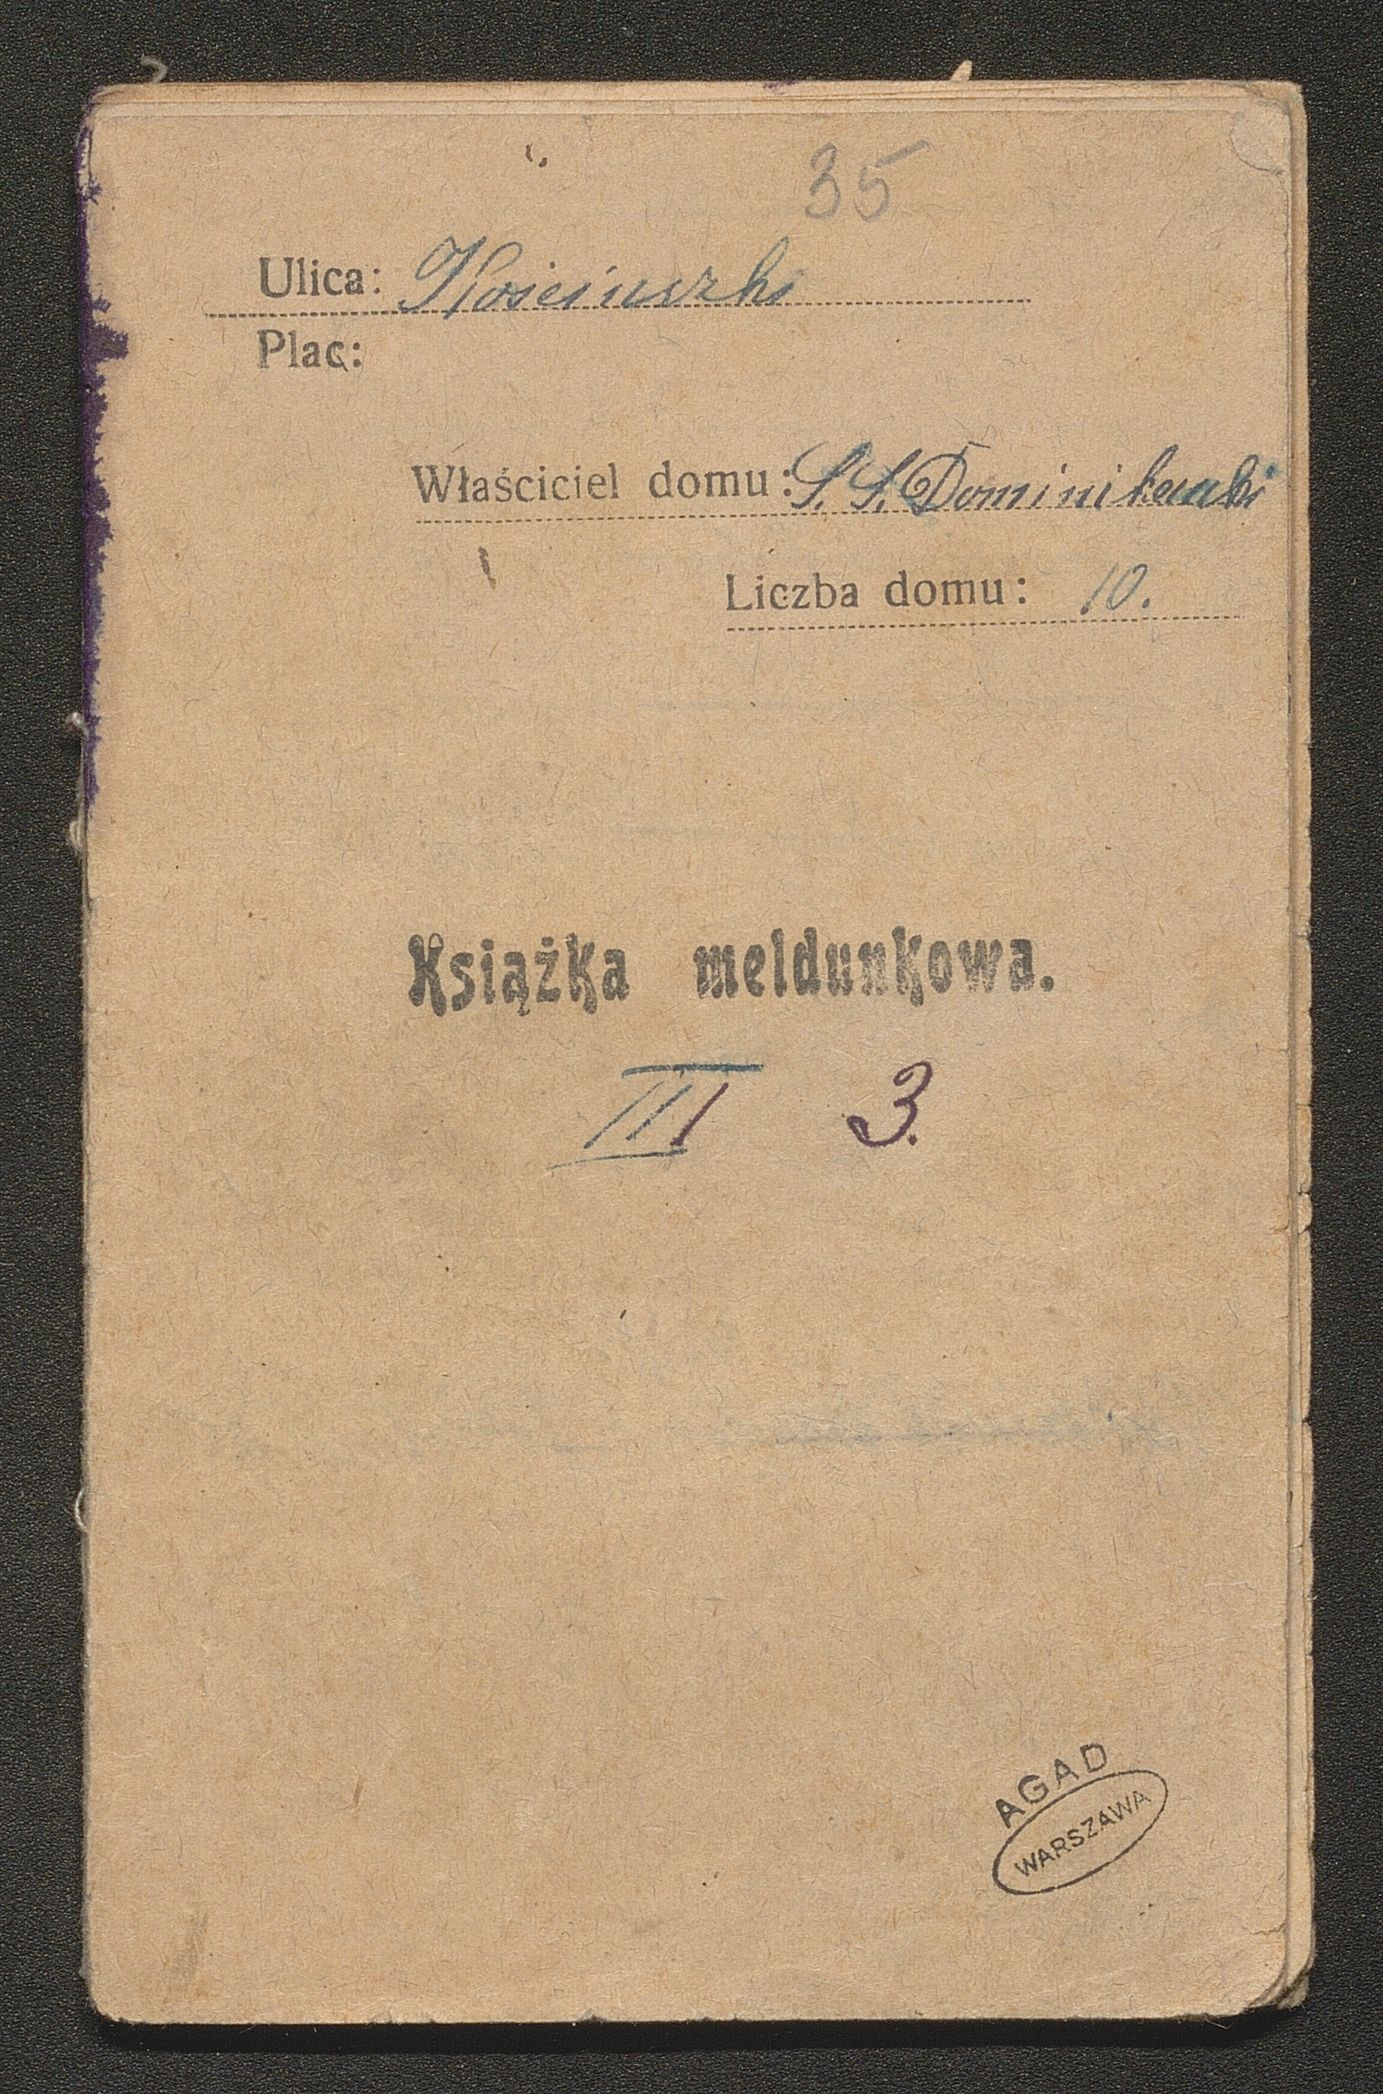 35
Ulica: Kościuszki
Plac:
Właściciel domu: S. S. Dominikanki
Liczba domu: 10.
Książka meldunkowa.
III 3.
AGAD
WARSZAWA